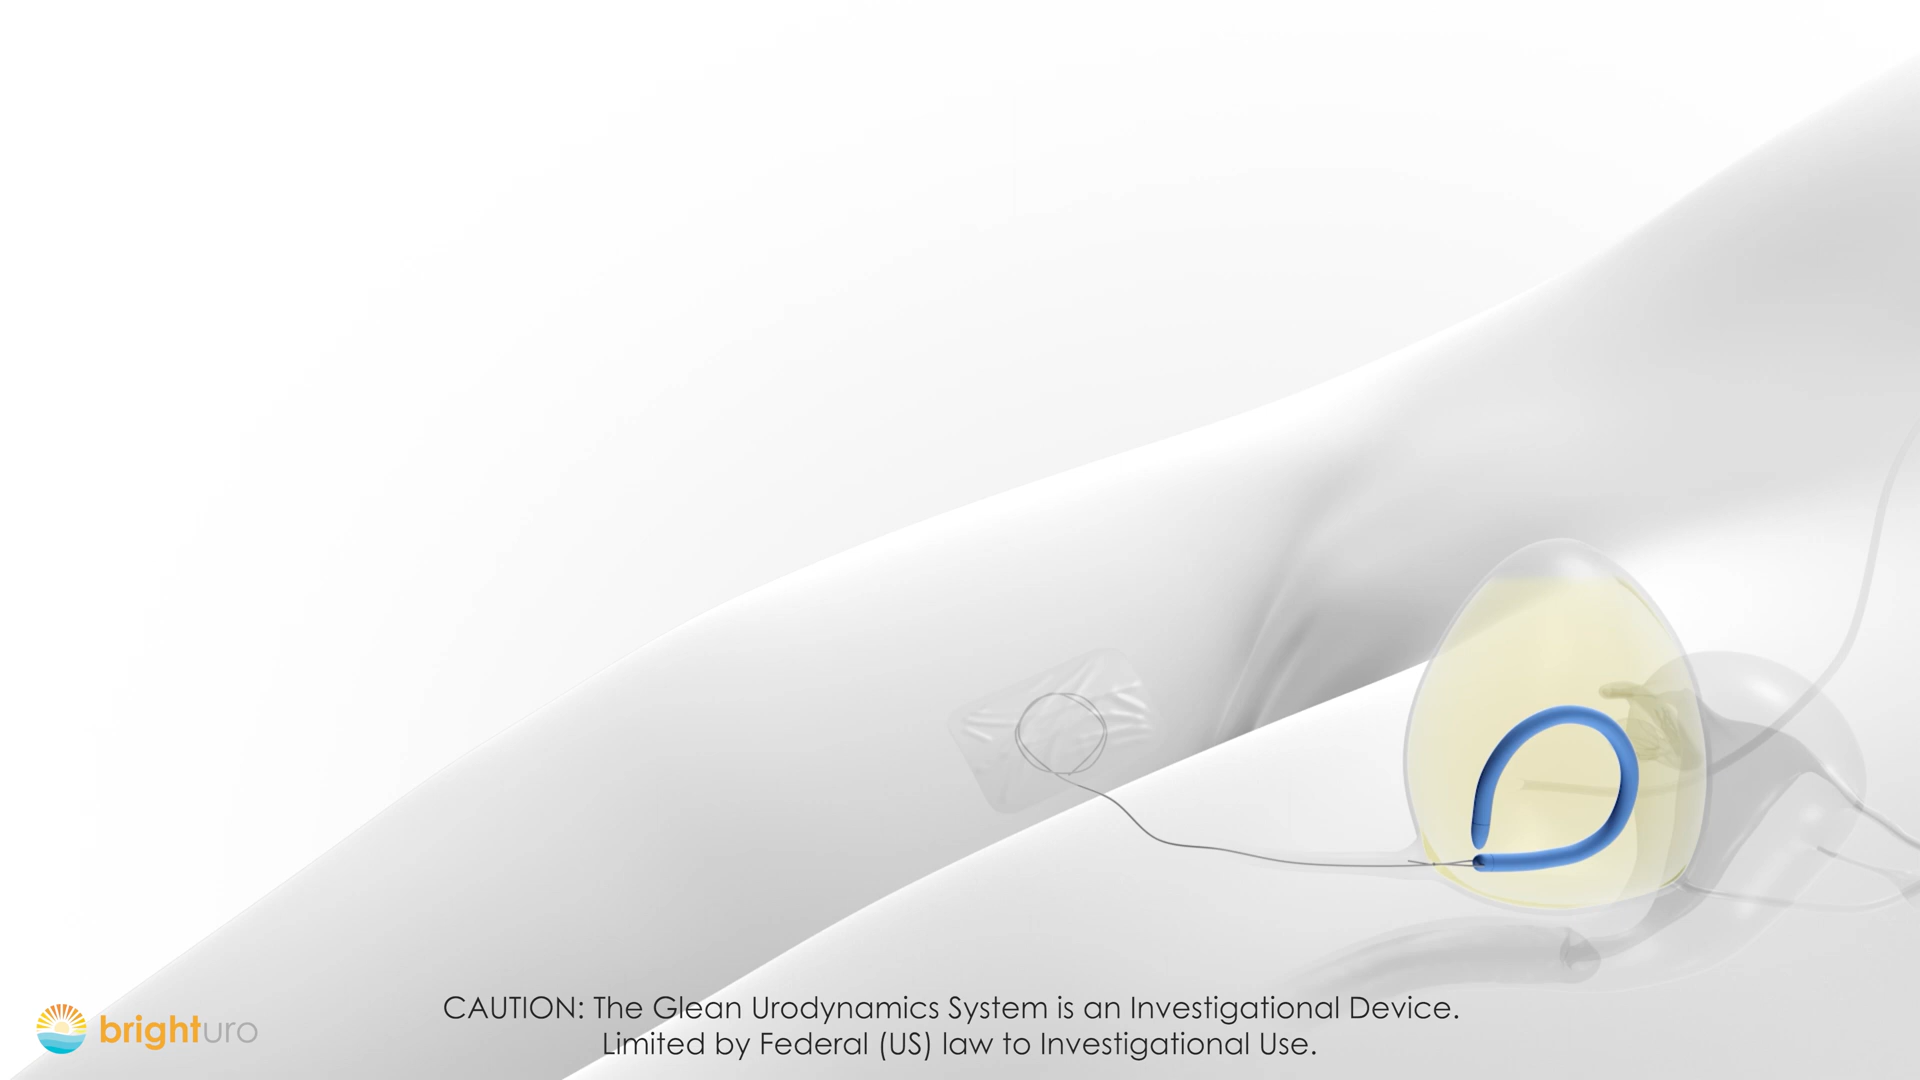 CAUTION: The Glean Urodynamics System is an Investigational Device.
Limited by Federal (US) law to Investigational Use.
brighturo